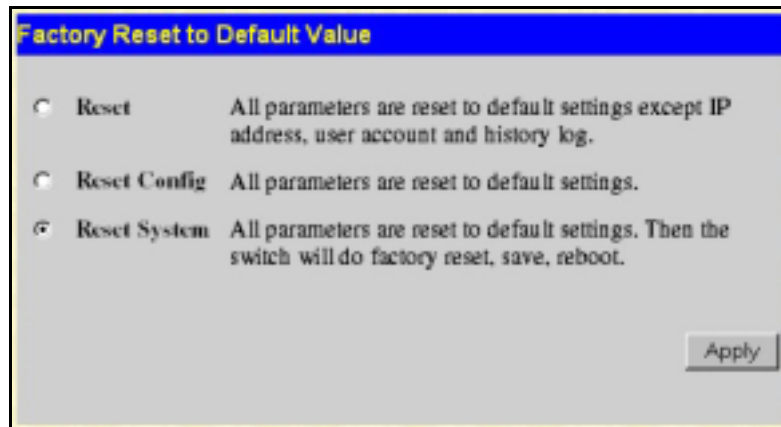 Factory Reset to Default Value
Reset All parameters are reset to default settings except IP
address, user account and history log.
Reset Config All parameters are reset to default settings.
Reset System All parameters are reset to default settings. Then the
switch will do factory reset, save, reboot.
Apply